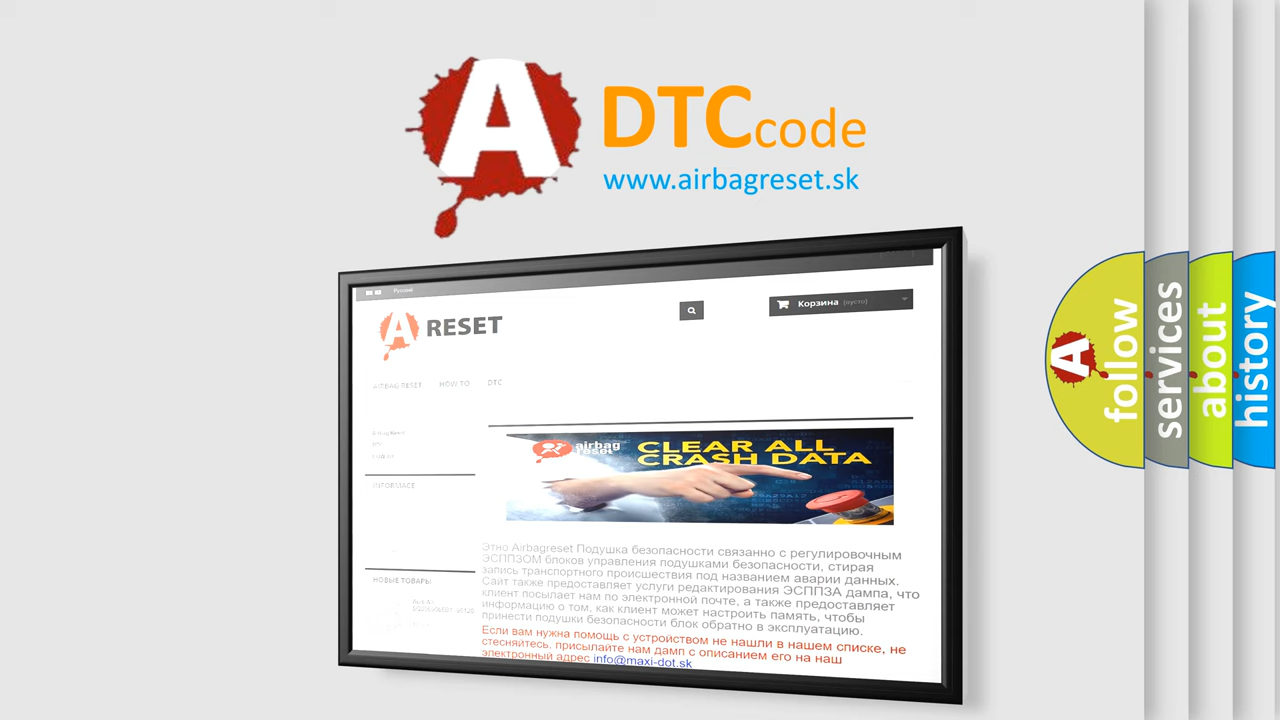 A DTCcode
www.airbagreset.sk
Русский
A RESET
Корзина (пусто)
AIRBAG RESET HOW TO DTC
Airbag Reset
DTC
INFORMACE
airbag
reset
CLEAR ALL
CRASH DATA
Этно Airbagreset Подушка безопасности связанно с регулировочным
ЭСППЗОМ блоков управления подушками безопасности, стирая
запись транспортного происшествия под названием аварии данных.
Сайт также предоставляет услуги редактирования ЭСППЗА дампа, что
клиент посылает нам по электронной почте, а также предоставляет
информацию о том, как клиент может настроить память, чтобы
принести подушки безопасности блок обратно в эксплуатацию.
Если вам нужна помощь с устройством не нашли в нашем списке, не
стесняйтесь, присылайте нам дамп с описанием его на наш
электронный адрес info@maxi-dot.sk
НОВЫЕ ТОВАРЫ
A follow
services
about
history